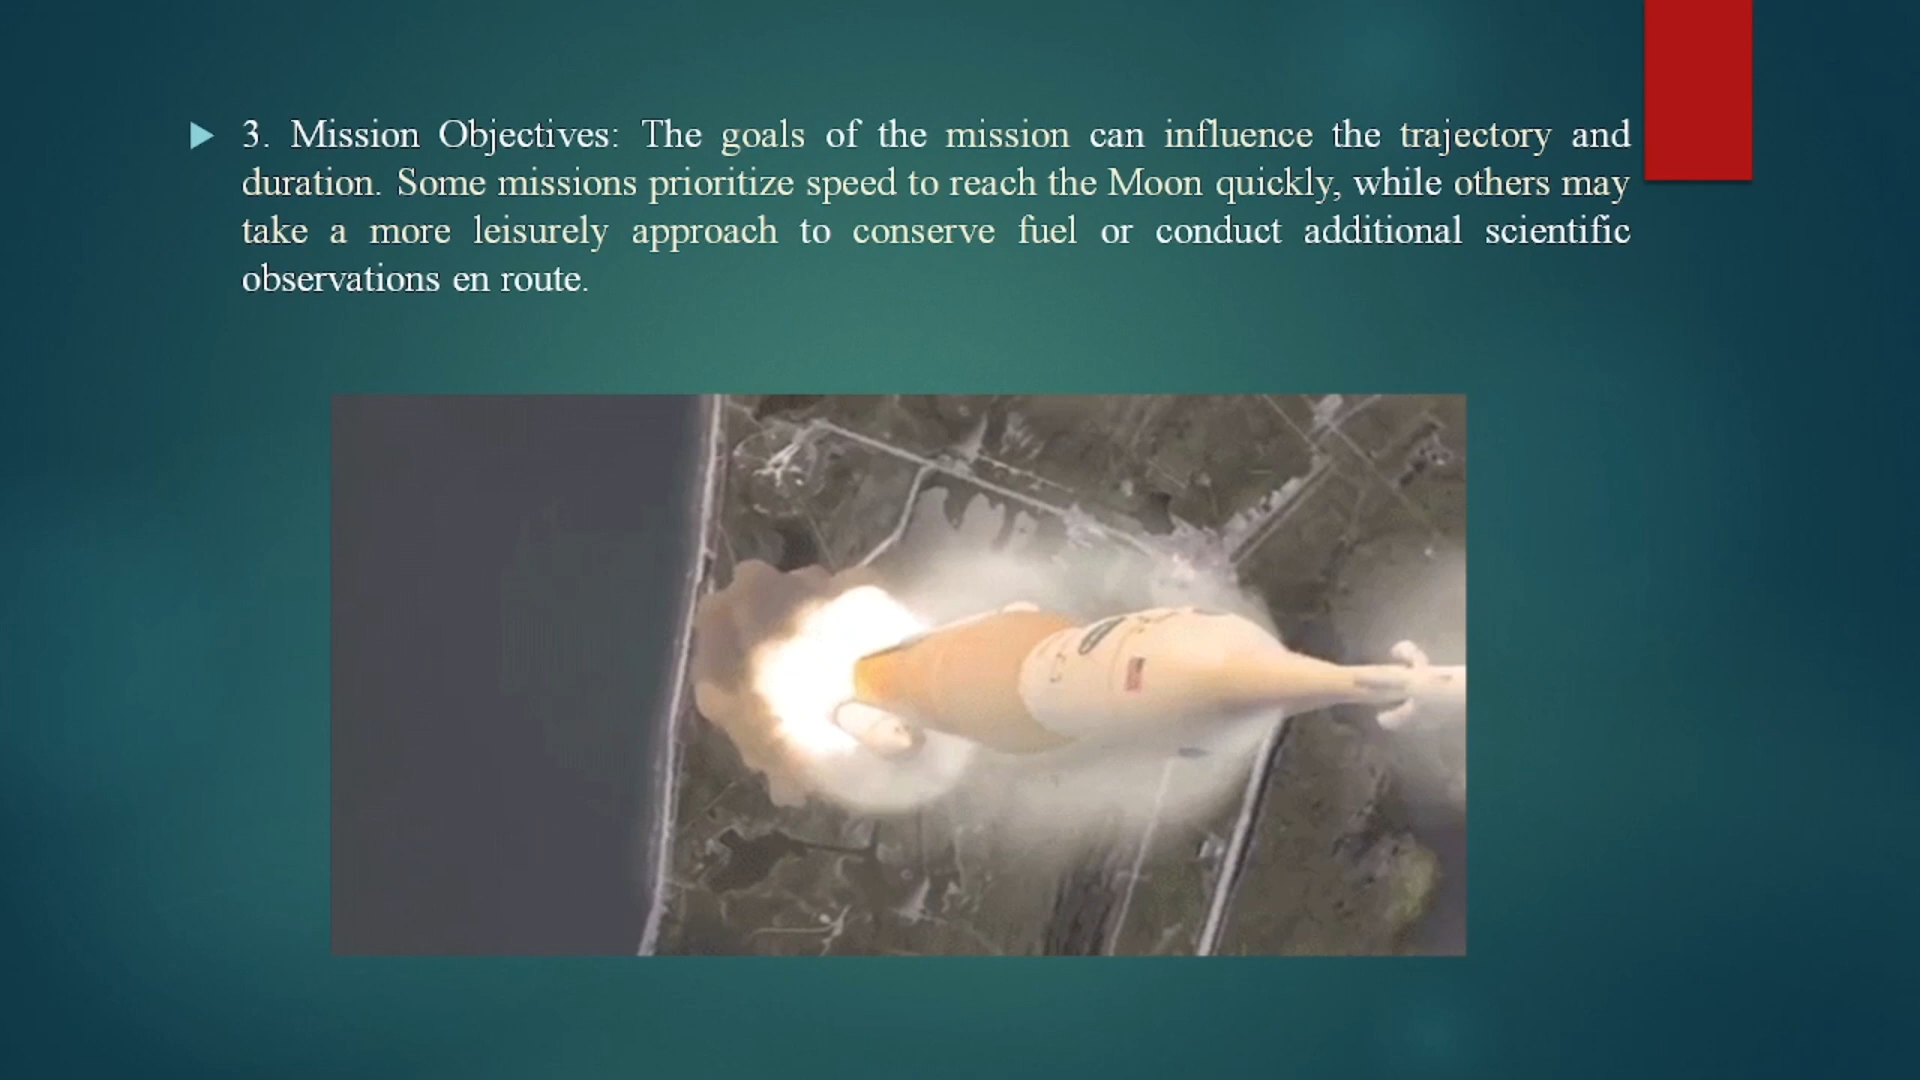 3. Mission Objectives: The goals of the mission can influence the trajectory and
duration. Some missions prioritize speed to reach the Moon quickly, while others may
take a more leisurely approach to conserve fuel or conduct additional scientific
observations en route.